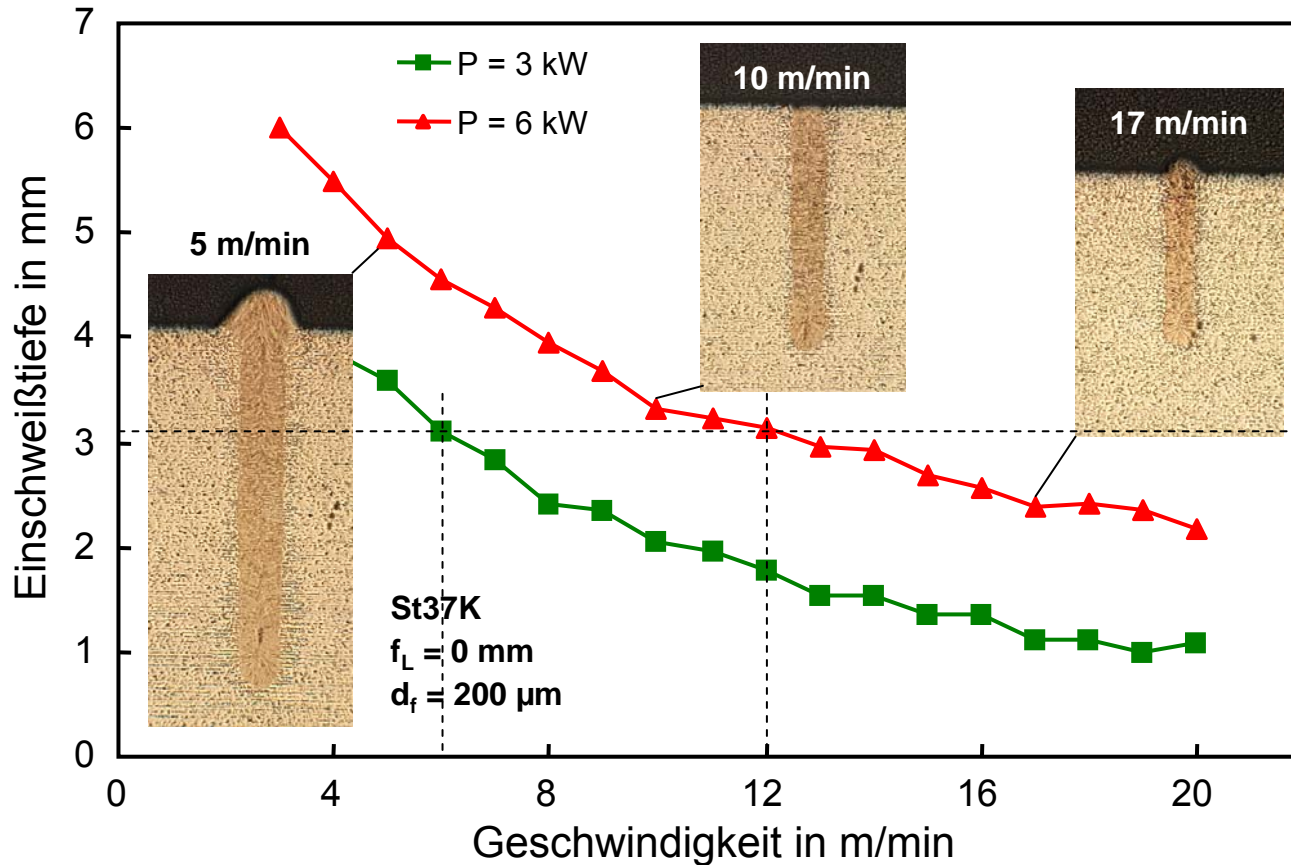 Einschweißtiefe in mm
7
6
5
4
3
2
1
0
P = 3 kW
P = 6 kW
5 m/min
10 m/min
17 m/min
St37K
f_L = 0 mm
d_f = 200 µm
0 4 8 12 16 20
Geschwindigkeit in m/min